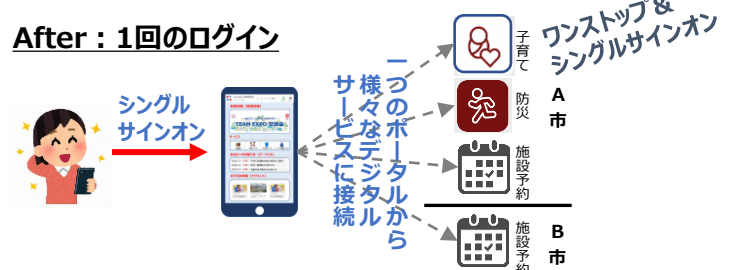 After：1回のログイン
シングル
サインオン
TEAM EXPO
一つのポータルから
様々なデジタル
サービスに接続
子育て
防災
施設予約
A
市
施設予約
B
市
ワンストップ＆
シングルサインオン